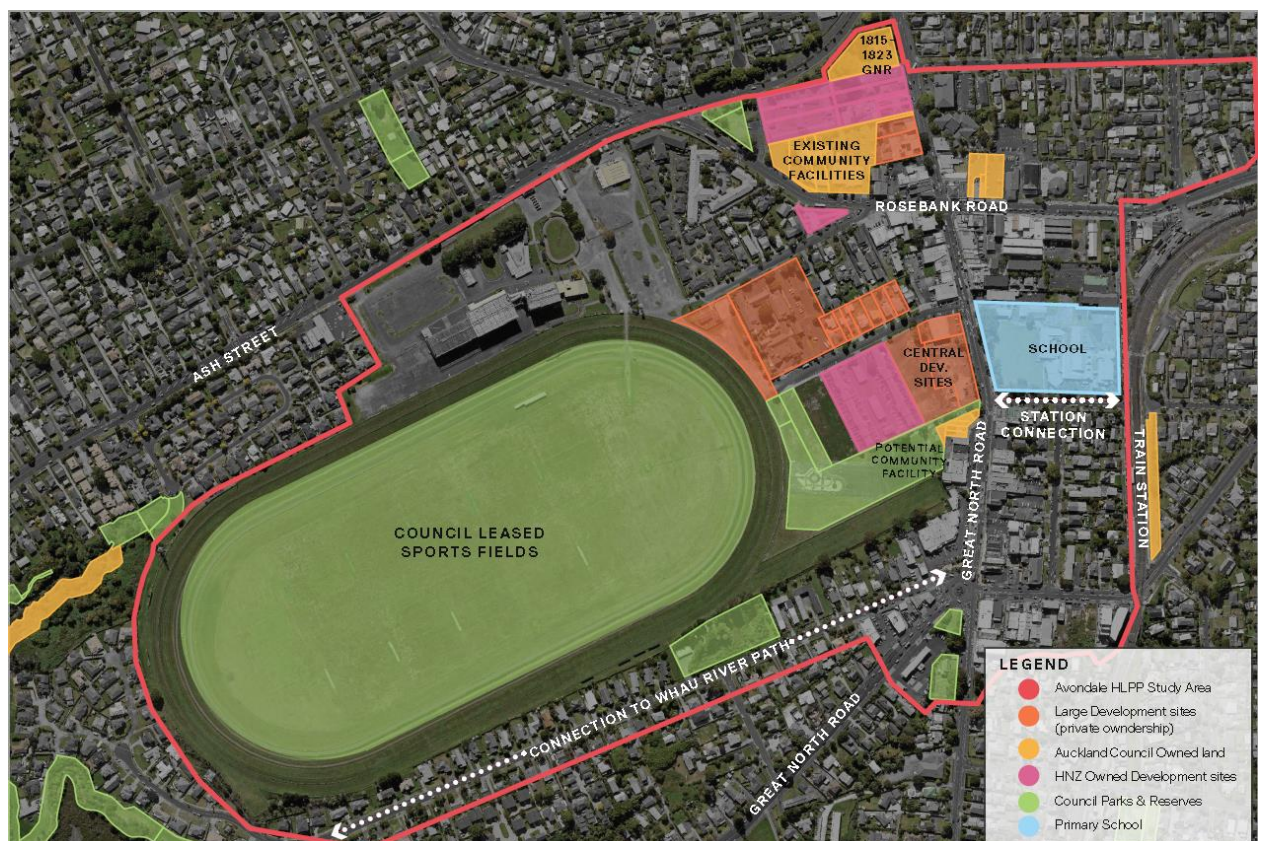 1815 -
1823
GNR
EXISTING
COMMUNITY
FACILITIES
ROSEBANK ROAD
ASH STREET
SCHOOL
CENTRAL
DEV.
SITES
STATION
CONNECTION
POTENTIAL
COMMUNITY
FACILITY
GREAT NORTH ROAD
TRAIN STATION
COUNCIL LEASED
SPORTS FIELDS
CONNECTION TO WHAU RIVER PATH
GREAT NORTH ROAD
LEGEND
Avondale HLPP Study Area
Large Development sites
(private owndership)
Auckland Council Owned land
HNZ Owned Development sites
Council Parks & Reserves
Primary School